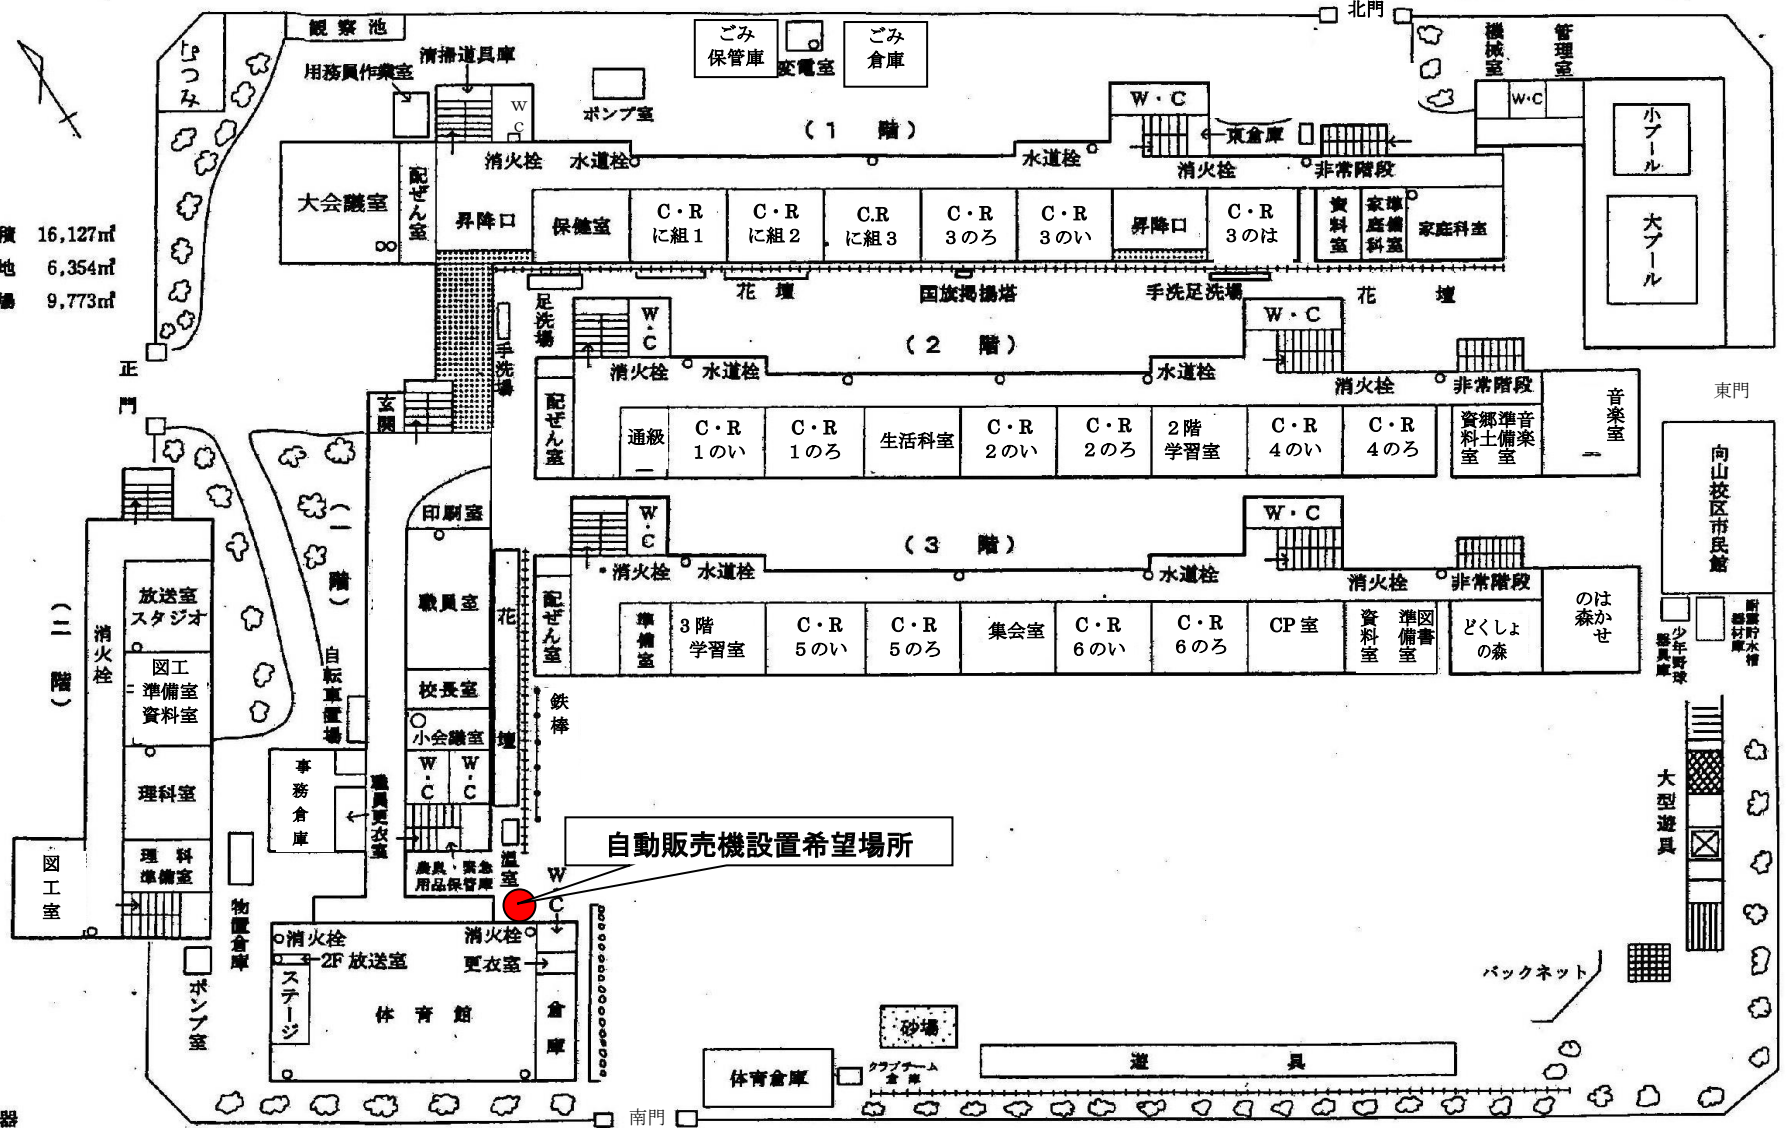 北門
観察池
はつみ
清掃道具庫
用務員作業室
ごみ
保管庫
変電室
ごみ
倉庫
ポンプ室
機械室
管理室
W・C
小プール
大プール
（1 階）
W
C
W・C
東倉庫
消火栓
水道栓
水道栓
消火栓
非常階段
大会議室
配ぜん室
昇降口
保健室
C・R
に組1
C・R
に組2
C.R
に組3
C・R
3のろ
C・R
3のい
昇降口
C・R
3のは
資料室
家庭科
準備室
家庭科室
積 16,127㎡
地 6,354㎡
場 9,773㎡
足洗場
手洗場
花 壇
国旗掲揚塔
手洗足洗場
花 壇
正門
玄関
（2 階）
W・C
W・C
消火栓
水道栓
水道栓
消火栓
非常階段
配ぜん室
通級
C・R
1のい
C・R
1のろ
生活科室
C・R
2のい
C・R
2のろ
2階
学習室
C・R
4のい
C・R
4のろ
郷土
資料室
音楽
準備室
音楽室
東門
向山校区市民館
（3 階）
W・C
W・C
消火栓
水道栓
水道栓
消火栓
非常階段
配ぜん室
準備室
3階
学習室
C・R
5のい
C・R
5のろ
集会室
C・R
6のい
C・R
6のろ
CP室
資料室
図書
準備室
どくしょ
の森
はかせ
の森
少年野球
器具庫
耐震貯水槽
器材庫
（一階）
印刷室
職員室
校長室
小会議室
W・C
W・C
花壇
鉄棒
自転車置場
事務倉庫
職員更衣室
農具・緊急
用品保管庫
温室
W・C
自動販売機設置希望場所
（二階）
消火栓
放送室
スタジオ
図工
準備室
資料室
理科室
理科
準備室
図工室
物置倉庫
ポンプ室
消火栓
2F 放送室
ステージ
体育館
消火栓
更衣室
倉庫
大型遊具
バックネット
砂場
体育倉庫
クラブチーム
倉庫
遊 具
南門
器